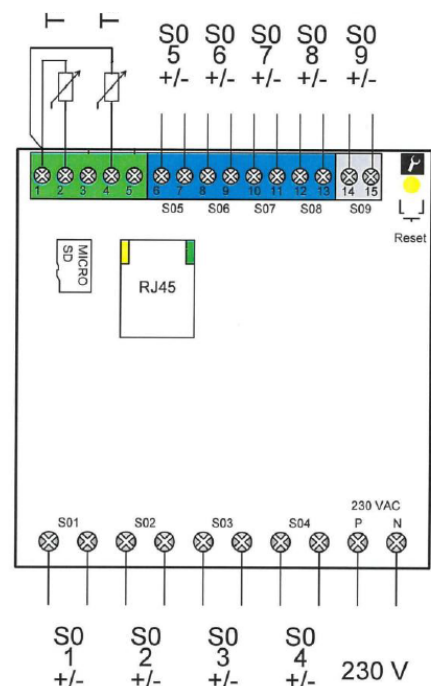 S0 S0 S0 S0 S0
5 6 7 8 9
+/- +/- +/- +/- +/-
1 2 3 4 5 6 7 8 9 10 11 12 13 14 15
S05 S06 S07 S08 S09
Reset
MICRO
SD
RJ45
230 VAC
S01 S02 S03 S04 P N
S0 S0 S0 S0
1 2 3 4
+/- +/- +/- +/-
230 V